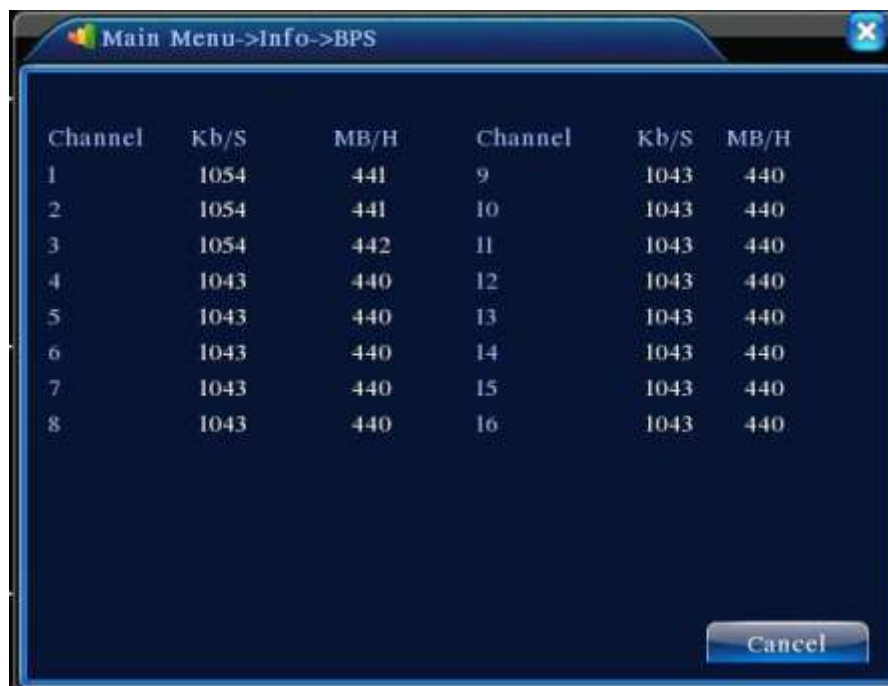 Main Menu->Info->BPS
Channel Kb/S MB/H Channel Kb/S MB/H
1 1054 441 9 1043 440
2 1054 441 10 1043 440
3 1054 442 11 1043 440
4 1043 440 12 1043 440
5 1043 440 13 1043 440
6 1043 440 14 1043 440
7 1043 440 15 1043 440
8 1043 440 16 1043 440
Cancel